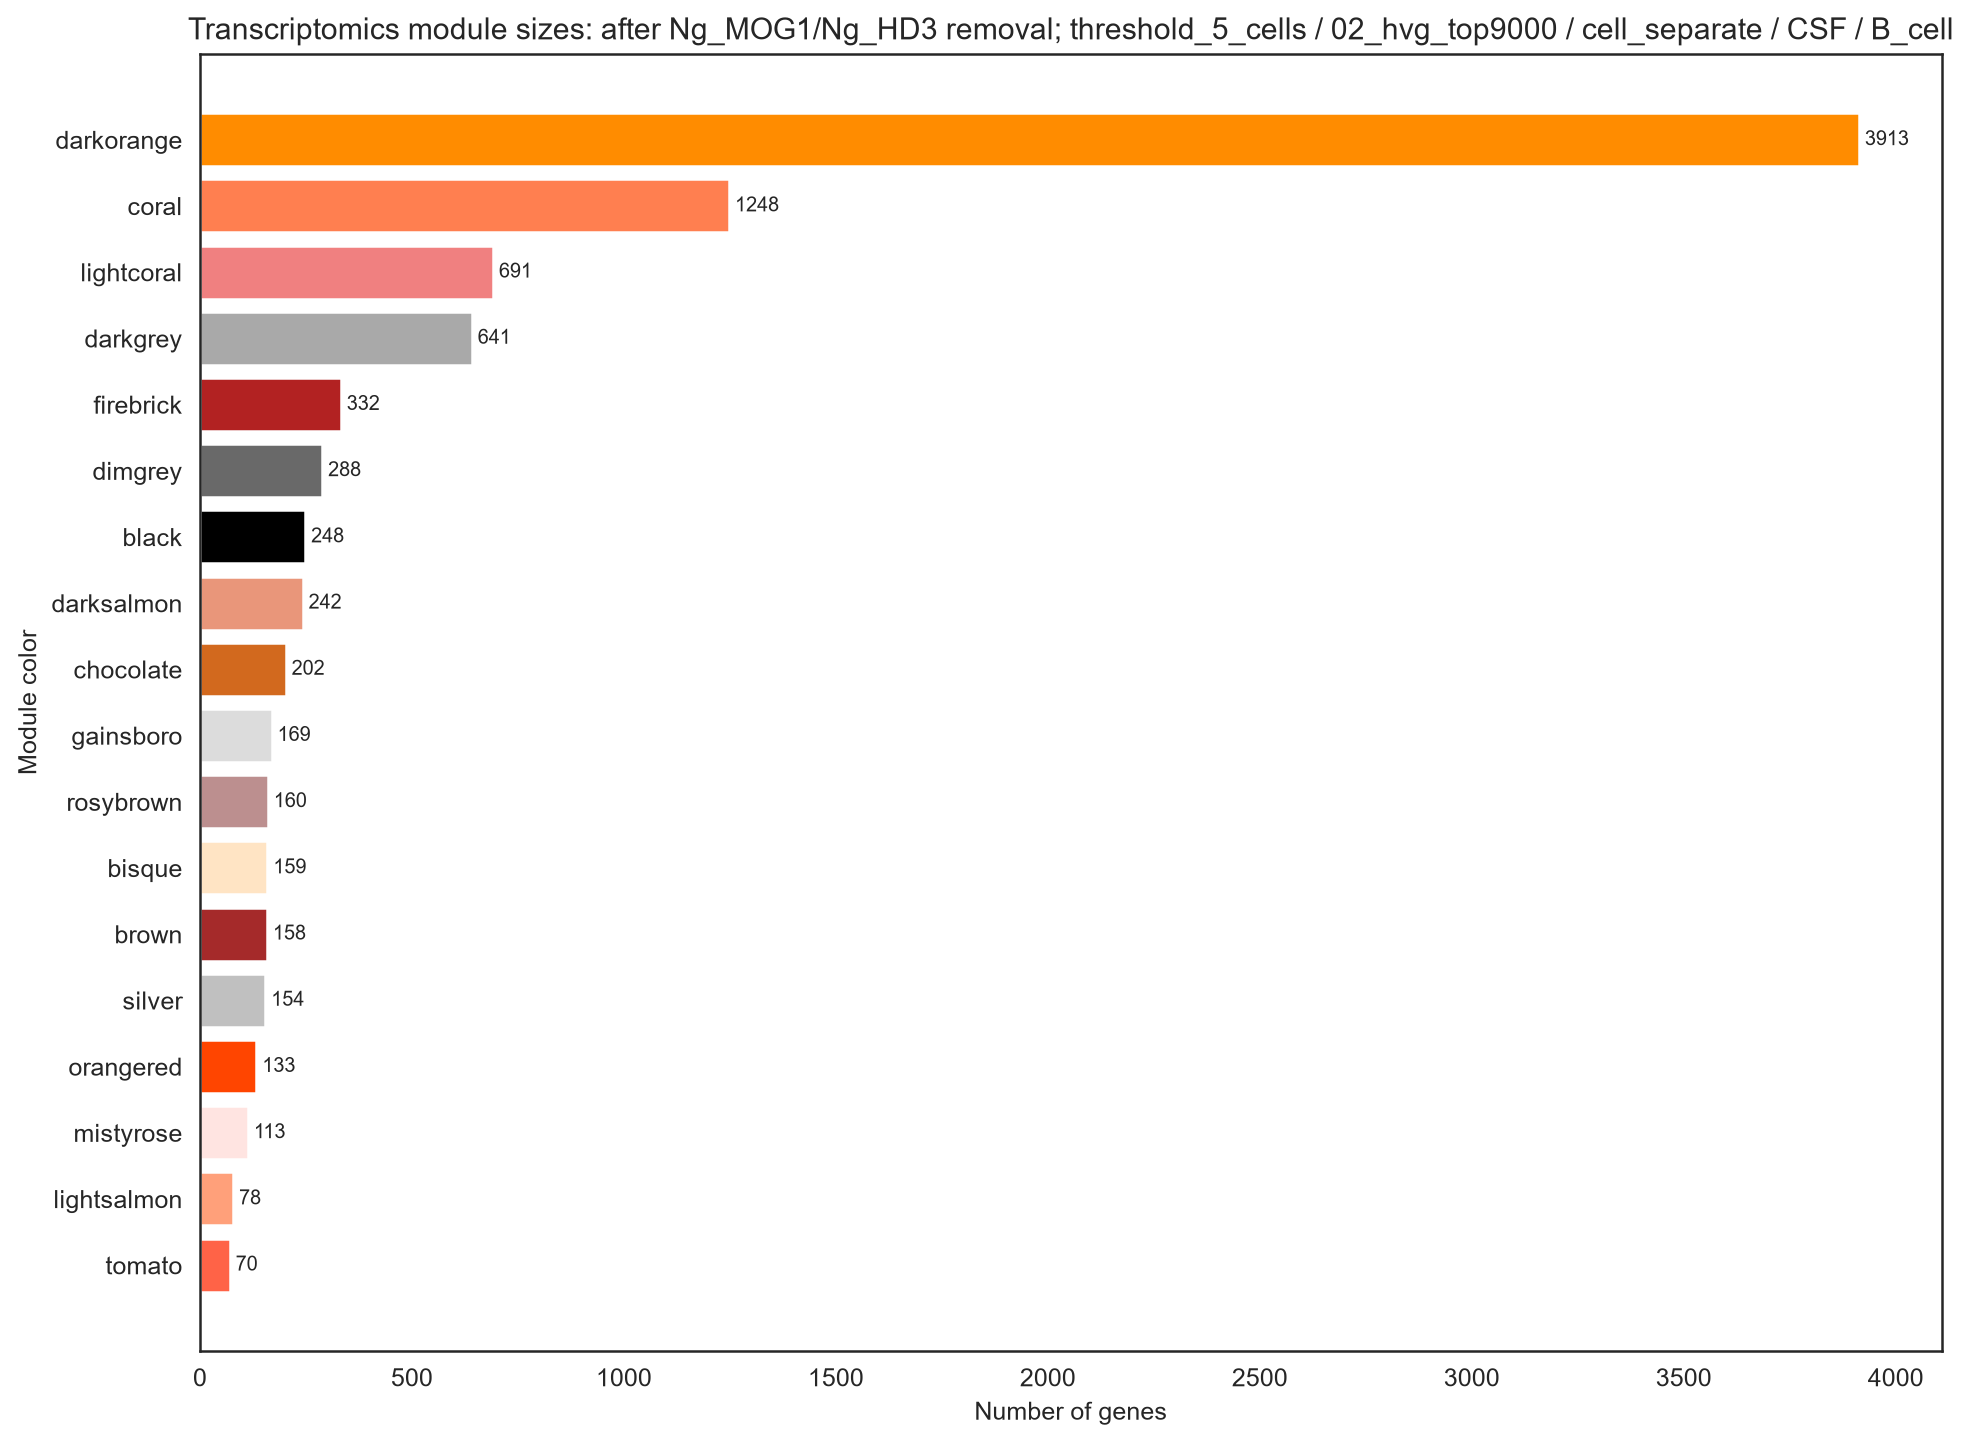 Transcriptomics module sizes: after Ng_MOG1/Ng_HD3 removal; threshold_5_cells / 02_hvg_top9000 / cell_separate / CSF / B_cell
darkorange 3913
coral 1248
lightcoral 691
darkgrey 641
firebrick 332
dimgrey 288
black 248
darksalmon 242
chocolate 202
gainsboro 169
rosybrown 160
bisque 159
brown 158
silver 154
orangered 133
mistyrose 113
lightsalmon 78
tomato 70
Module color
0 500 1000 1500 2000 2500 3000 3500 4000
Number of genes